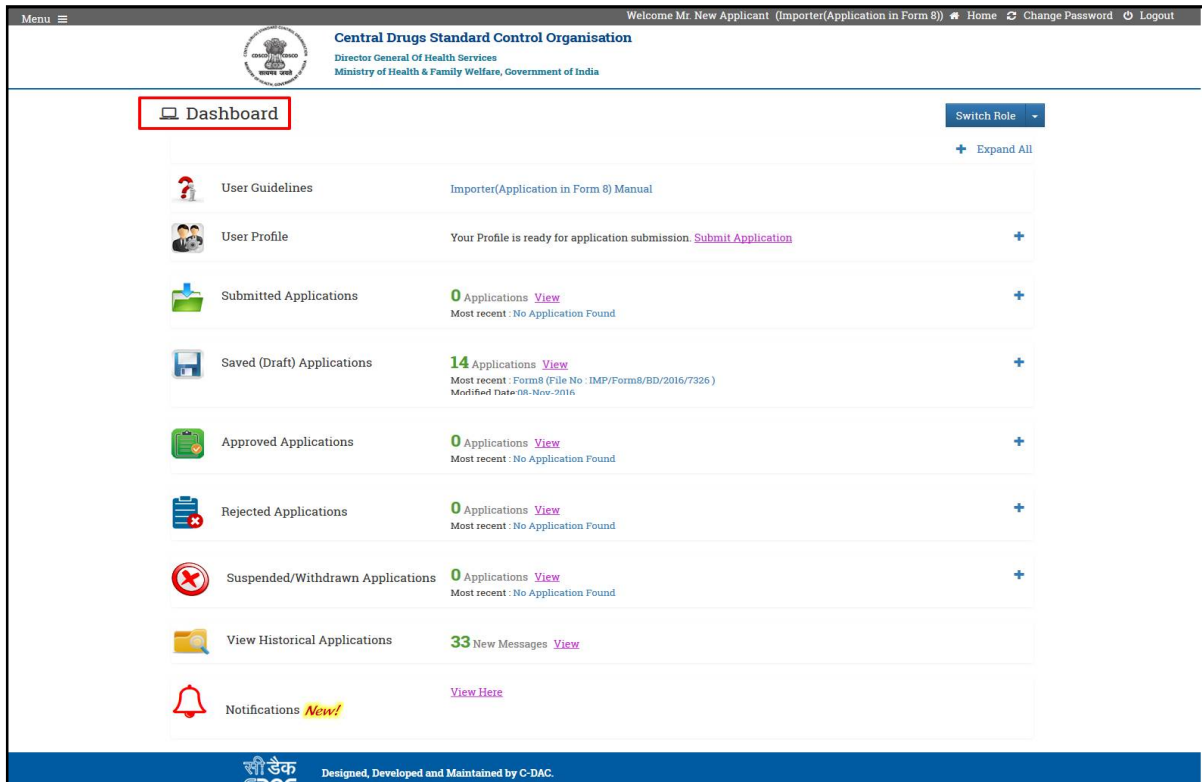 Menu
Welcome Mr. New Applicant (Importer(Application in Form 8)) Home Change Password Logout
CDSCO CDSCO
सत्यमेव जयते
Central Drugs Standard Control Organisation
Director General Of Health Services
Ministry of Health & Family Welfare, Government of India
Dashboard
Switch Role
Expand All
User Guidelines
Importer(Application in Form 8) Manual
User Profile
Your Profile is ready for application submission. Submit Application
Submitted Applications
0 Applications View
Most recent : No Application Found
Saved (Draft) Applications
14 Applications View
Most recent : Form8 (File No : IMP/Form8/BD/2016/7326 )
Modified Date:08-Nov-2016
Approved Applications
0 Applications View
Most recent : No Application Found
Rejected Applications
0 Applications View
Most recent : No Application Found
Suspended/Withdrawn Applications
0 Applications View
Most recent : No Application Found
View Historical Applications
33 New Messages View
Notifications New!
View Here
सी डैक
CDAC
Designed, Developed and Maintained by C-DAC.